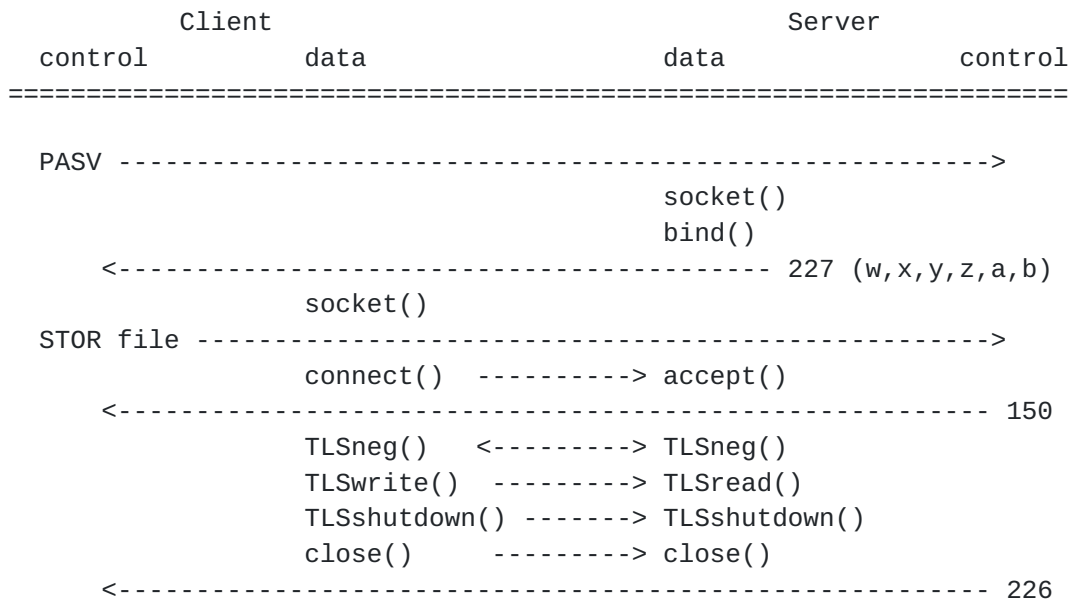 Client                                 Server
control          data                       data                control
====================================================================

PASV -------------------------------------------------------->
                                          socket()
                                          bind()
    <------------------------------------------ 227 (w,x,y,z,a,b)
                   socket()
STOR file --------------------------------------------------->
                   connect()  ----------> accept()
    <-------------------------------------------------------- 150
                   TLSneg()   <---------> TLSneg()
                   TLSwrite()  ---------> TLSread()
                   TLSshutdown() -------> TLSshutdown()
                   close()     ---------> close()
    <-------------------------------------------------------- 226